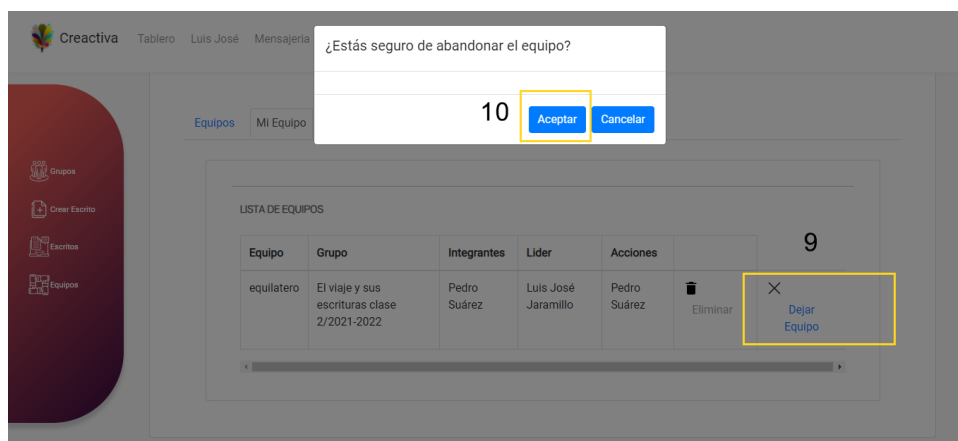 Creactiva Tablero Luis José Mensajería
¿Estás seguro de abandonar el equipo?
10 Aceptar Cancelar
Equipos Mi Equipo
Grupos
Crear Escrito
Escritos
Equipos
LISTA DE EQUIPOS
9
Equipo Grupo Integrantes Lider Acciones
equilatero El viaje y sus Pedro Luis José Pedro
escrituras clase Suárez Jaramillo Suárez Eliminar Dejar
2/2021-2022 Equipo